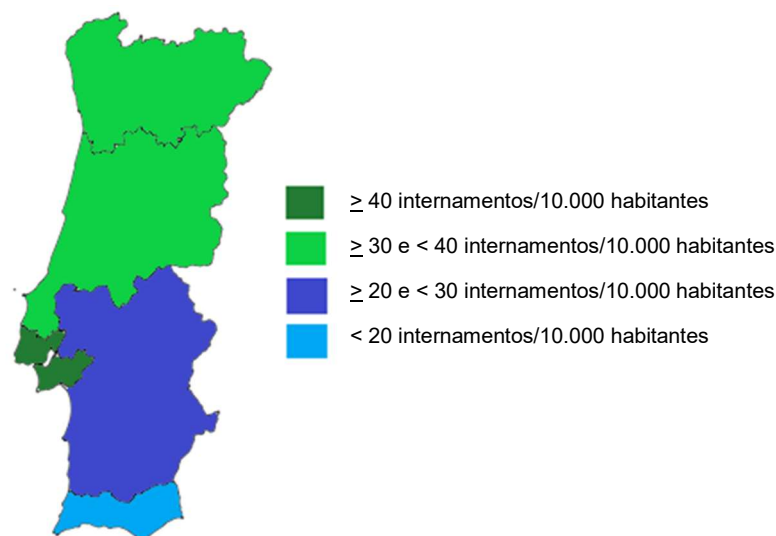 ≥ 40 internamentos/10.000 habitantes
≥ 30 e < 40 internamentos/10.000 habitantes
≥ 20 e < 30 internamentos/10.000 habitantes
< 20 internamentos/10.000 habitantes